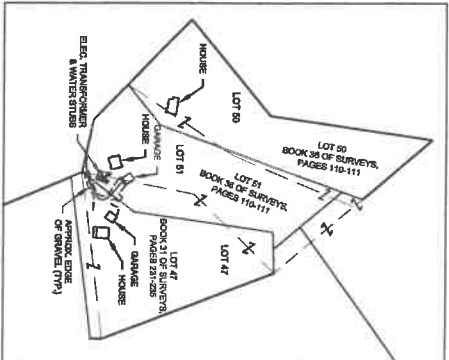 HOUSE
LOT 50
LOT 50
BOOK 36 OF SURVEYS,
PAGES 110-111
ELEC. TRANSFORMER
& WATER STUBS
HOUSE
GARAGE
LOT 51
LOT 51
BOOK 36 OF SURVEYS,
PAGES 110-111
APPROX. EDGE
OF GRAVEL (TYP.)
HOUSE
GARAGE
LOT 47
BOOK 31 OF SURVEYS,
PAGES 231-235
LOT 47